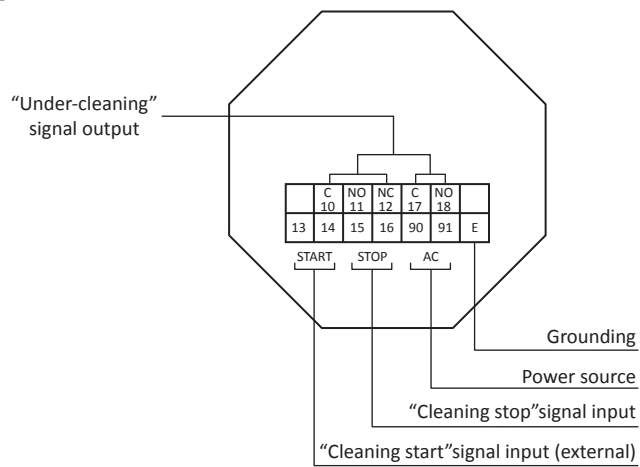 “Under-cleaning”
signal output
C NO NC C NO
10 11 12 17 18
13 14 15 16 90 91 E
START STOP AC
Grounding
Power source
“Cleaning stop”signal input
“Cleaning start”signal input (external)